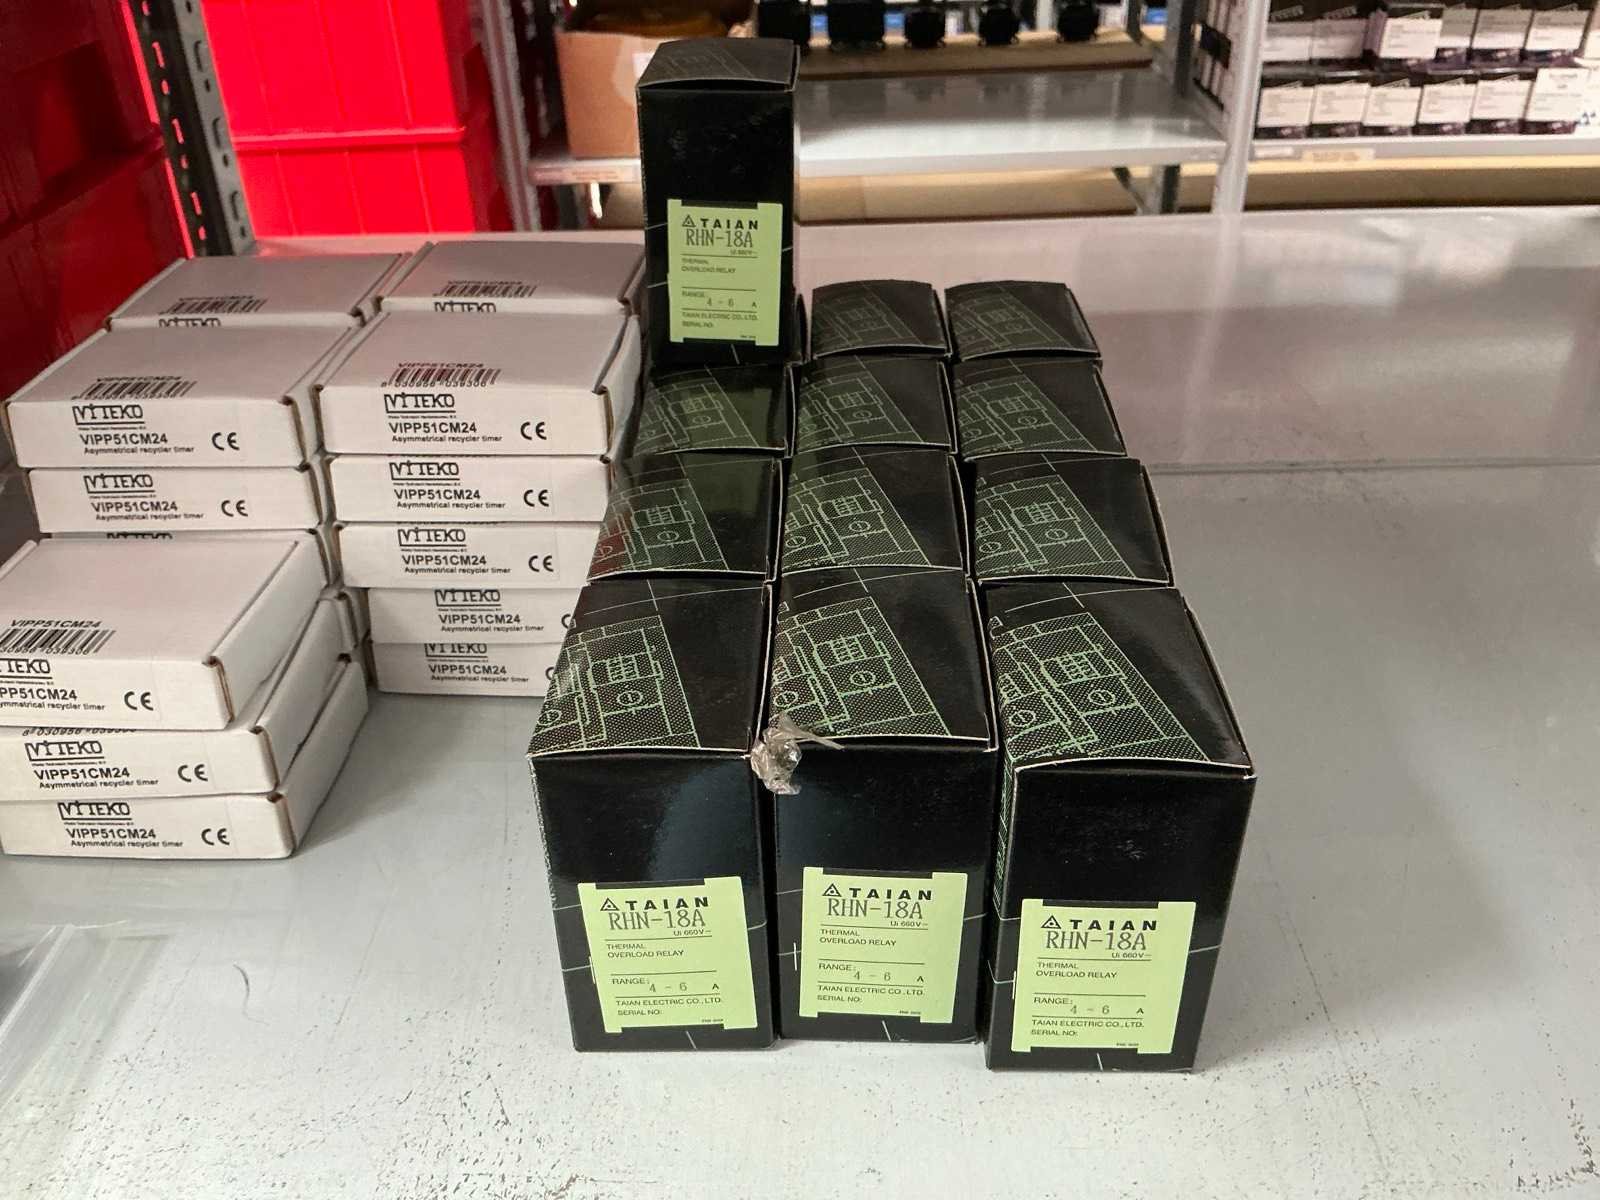 TAIAN
RHN-18A
Ui 660V~
THERMAL
OVERLOAD RELAY
RANGE:
4 - 6 A
TAIAN ELECTRIC CO., LTD.
SERIAL NO:
VIPP51CM24
VITEKO
VIPP51CM24
8 030956 039306
VITEKO
VIPP51CM24
Asymmetrical recycler timer
CE
VITEKO
VIPP51CM24
Asymmetrical recycler timer
CE
VITEKO
VIPP51CM24
Asymmetrical recycler timer
CE
VITEKO
VIPP51CM24
Asymmetrical recycler timer
CE
VITEKO
VIPP51CM24
Asymmetrical recycler timer
CE
VITEKO
VIPP51CM24
Asymmetrical recycler timer
VITEKO
VIPP51CM24
Asymmetrical recycler timer
VIPP51CM24
CE
VITEKO
VIPP51CM24
Asymmetrical recycler timer
CE
VITEKO
VIPP51CM24
Asymmetrical recycler timer
CE
TAIAN
RHN-18A
Ui 660V~
THERMAL
OVERLOAD RELAY
RANGE:
4 - 6 A
TAIAN ELECTRIC CO., LTD.
SERIAL NO:
TAIAN
RHN-18A
Ui 660V~
THERMAL
OVERLOAD RELAY
RANGE:
4 - 6 A
TAIAN ELECTRIC CO., LTD.
SERIAL NO:
TAIAN
RHN-18A
Ui 660V~
THERMAL
OVERLOAD RELAY
RANGE:
4 - 6 A
TAIAN ELECTRIC CO., LTD.
SERIAL NO: